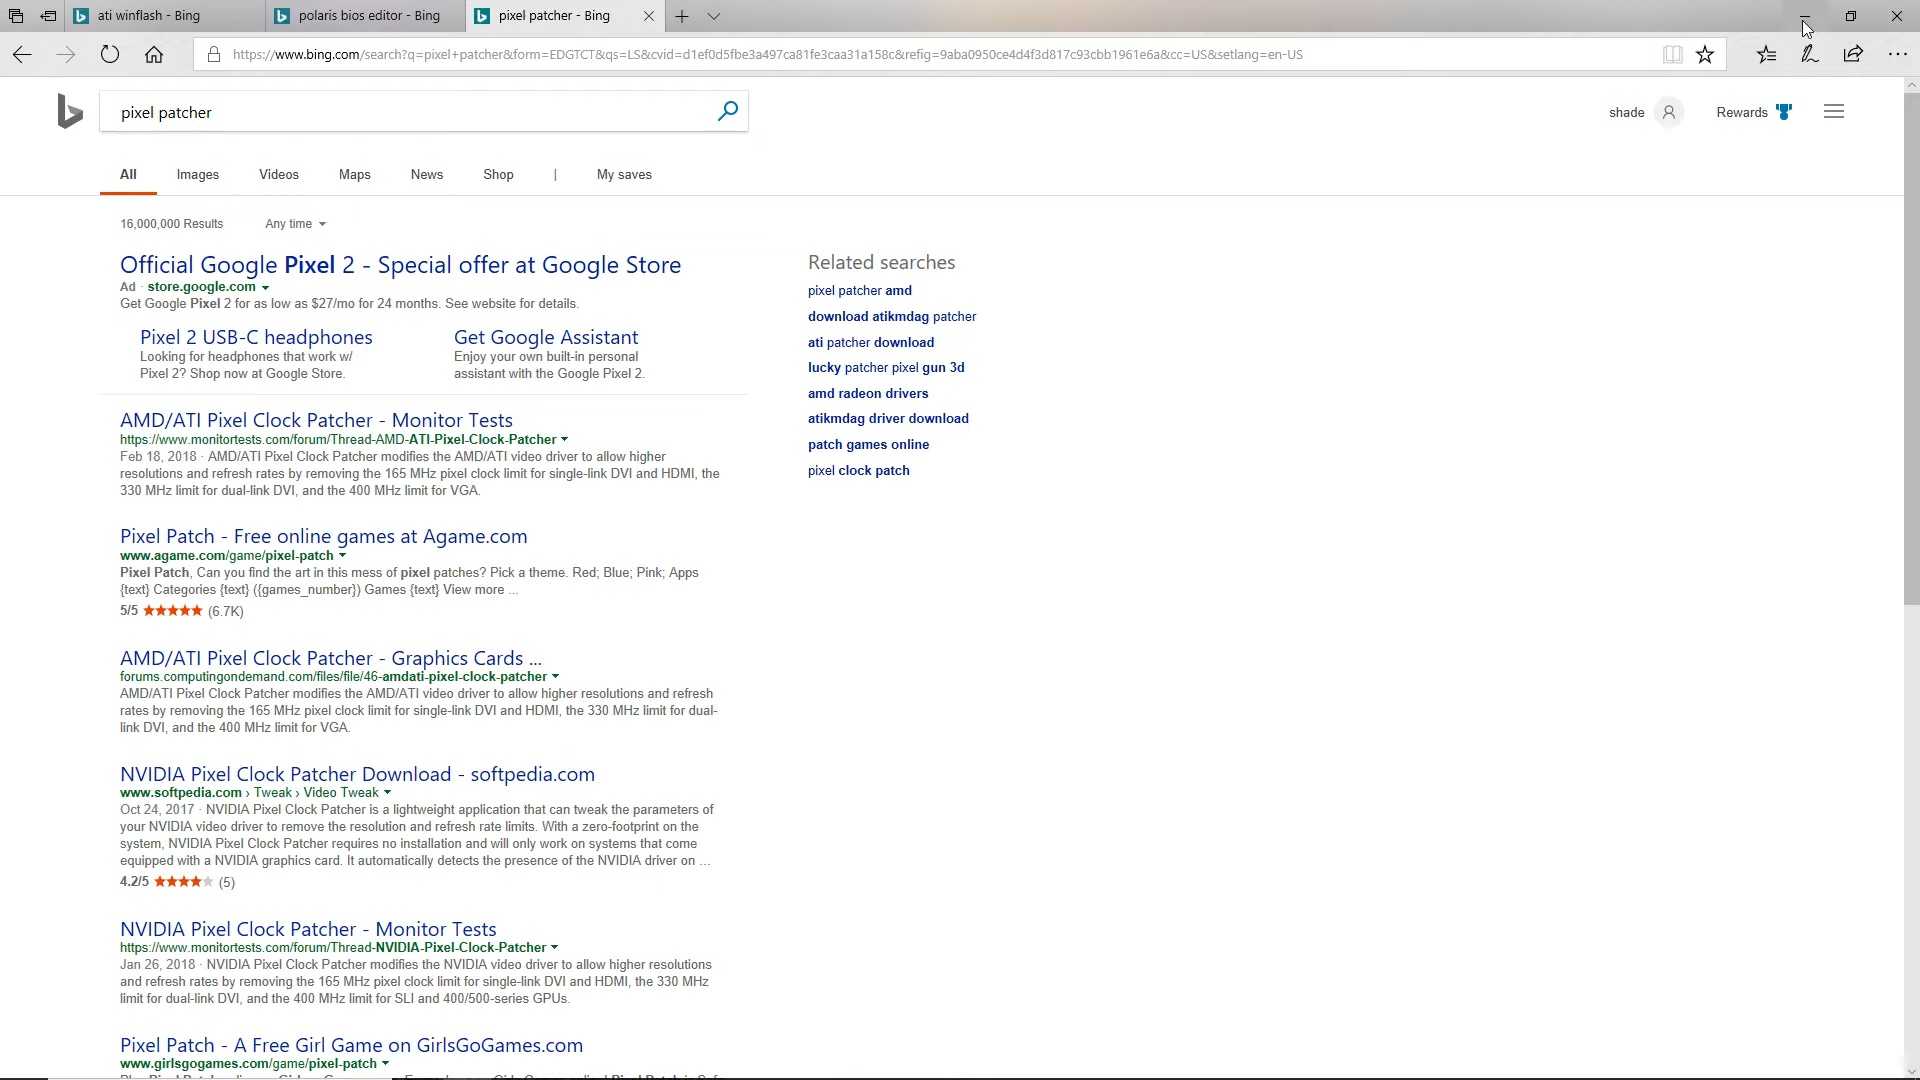 ati winflash - Bing
polaris bios editor - Bing
pixel patcher - Bing
https://www.bing.com/search?q=pixel+patcher&form=EDGTCT&qs=LS&cvid=d1ef0d5fbe3a497ca81fe3caa31a158c&refig=9aba0950ce4d4f3d817c93cbb1961e6a&cc=US&setlang=en-US
pixel patcher
shade
Rewards
All Images Videos Maps News Shop | My saves
16,000,000 Results Any time
Official Google Pixel 2 - Special offer at Google Store
Ad · store.google.com
Get Google Pixel 2 for as low as $27/mo for 24 months. See website for details.
Pixel 2 USB-C headphones
Looking for headphones that work w/
Pixel 2? Shop now at Google Store.
Get Google Assistant
Enjoy your own built-in personal
assistant with the Google Pixel 2.
AMD/ATI Pixel Clock Patcher - Monitor Tests
https://www.monitortests.com/forum/Thread-AMD-ATI-Pixel-Clock-Patcher
Feb 18, 2018 · AMD/ATI Pixel Clock Patcher modifies the AMD/ATI video driver to allow higher
resolutions and refresh rates by removing the 165 MHz pixel clock limit for single-link DVI and HDMI, the
330 MHz limit for dual-link DVI, and the 400 MHz limit for VGA.
Pixel Patch - Free online games at Agame.com
www.agame.com/game/pixel-patch
Pixel Patch, Can you find the art in this mess of pixel patches? Pick a theme. Red; Blue; Pink; Apps
{text} Categories {text} ({games_number}) Games {text} View more ...
5/5 (6.7K)
AMD/ATI Pixel Clock Patcher - Graphics Cards ...
forums.computingondemand.com/files/file/46-amdati-pixel-clock-patcher
AMD/ATI Pixel Clock Patcher modifies the AMD/ATI video driver to allow higher resolutions and refresh
rates by removing the 165 MHz pixel clock limit for single-link DVI and HDMI, the 330 MHz limit for dual-
link DVI, and the 400 MHz limit for VGA.
NVIDIA Pixel Clock Patcher Download - softpedia.com
www.softpedia.com › Tweak › Video Tweak
Oct 24, 2017 · NVIDIA Pixel Clock Patcher is a lightweight application that can tweak the parameters of
your NVIDIA video driver to remove the resolution and refresh rate limits. With a zero-footprint on the
system, NVIDIA Pixel Clock Patcher requires no installation and will only work on systems that come
equipped with a NVIDIA graphics card. It automatically detects the presence of the NVIDIA driver on ...
4.2/5 (5)
NVIDIA Pixel Clock Patcher - Monitor Tests
https://www.monitortests.com/forum/Thread-NVIDIA-Pixel-Clock-Patcher
Jan 26, 2018 · NVIDIA Pixel Clock Patcher modifies the NVIDIA video driver to allow higher resolutions
and refresh rates by removing the 165 MHz pixel clock limit for single-link DVI and HDMI, the 330 MHz
limit for dual-link DVI, and the 400 MHz limit for SLI and 400/500-series GPUs.
Pixel Patch - A Free Girl Game on GirlsGoGames.com
www.girlsgogames.com/game/pixel-patch
Related searches
pixel patcher amd
download atikmdag patcher
ati patcher download
lucky patcher pixel gun 3d
amd radeon drivers
atikmdag driver download
patch games online
pixel clock patch